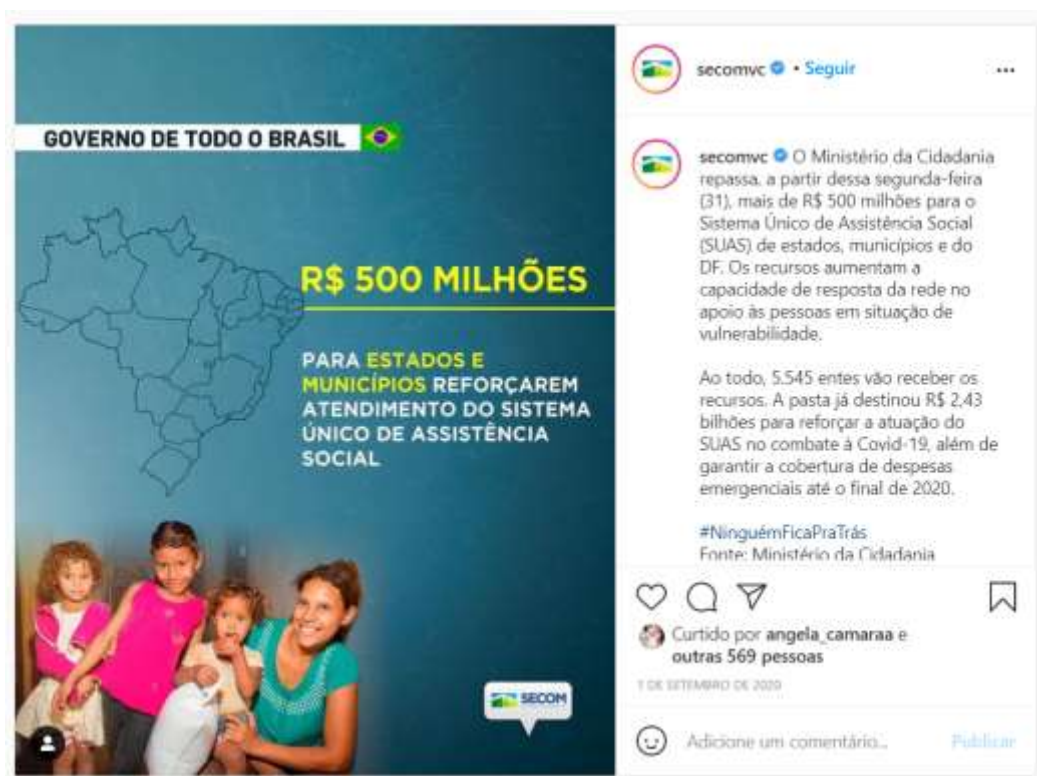 GOVERNO DE TODO O BRASIL
R$ 500 MILHÕES
PARA ESTADOS E
MUNICÍPIOS REFORÇAREM
ATENDIMENTO DO SISTEMA
ÚNICO DE ASSISTÊNCIA
SOCIAL
SECOM
secomvc • Seguir
secomvc O Ministério da Cidadania
repassa, a partir dessa segunda-feira
(31), mais de R$ 500 milhões para o
Sistema Único de Assistência Social
(SUAS) de estados, municípios e do
DF. Os recursos aumentam a
capacidade de resposta da rede no
apoio às pessoas em situação de
vulnerabilidade.
Ao todo, 5.545 entes vão receber os
recursos. A pasta já destinou R$ 2,43
bilhões para reforçar a atuação do
SUAS no combate à Covid-19, além de
garantir a cobertura de despesas
emergenciais até o final de 2020.
#NinguémFicaPraTrás
Fonte: Ministério da Cidadania
Curtido por angela_camaraa e
outras 569 pessoas
1 DE SETEMBRO DE 2020
Adicione um comentário... Publicar